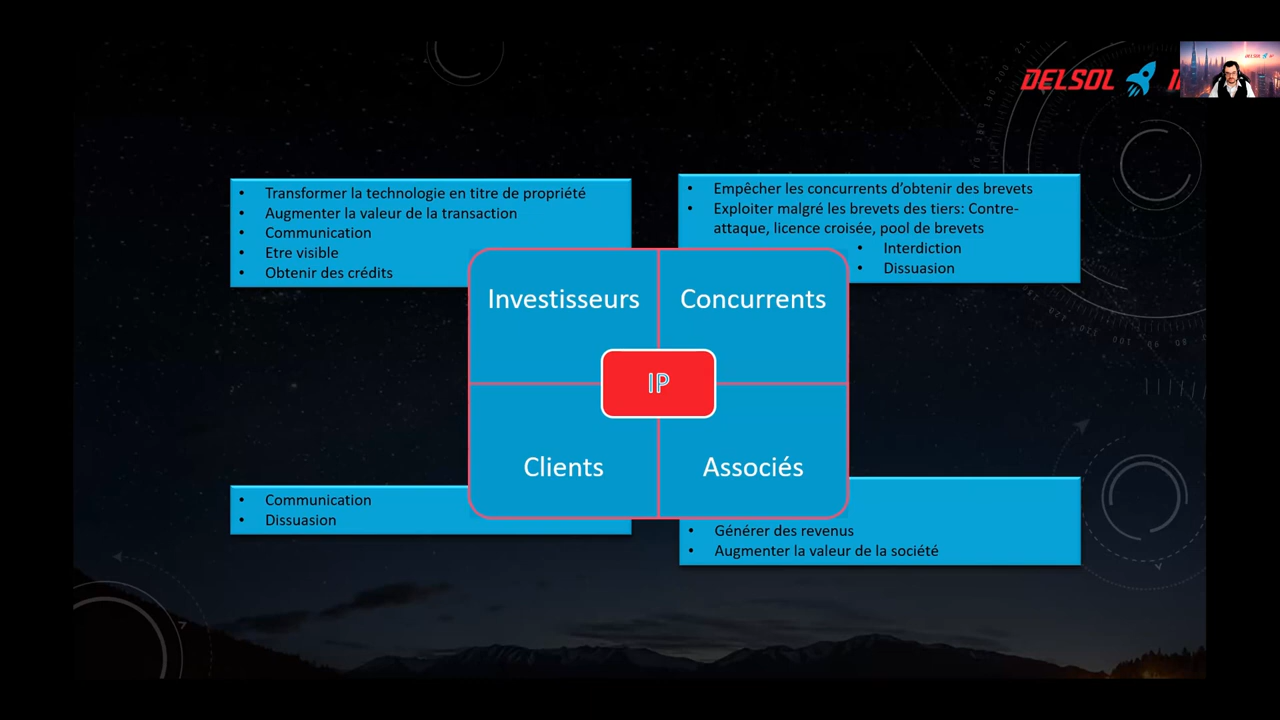 DELSOL
• Transformer la technologie en titre de propriété
• Augmenter la valeur de la transaction
• Communication
• Etre visible
• Obtenir des crédits
• Empêcher les concurrents d’obtenir des brevets
• Exploiter malgré les brevets des tiers: Contre-
attaque, licence croisée, pool de brevets
• Interdiction
• Dissuasion
Investisseurs
Concurrents
IP
Clients
Associés
• Communication
• Dissuasion
• Générer des revenus
• Augmenter la valeur de la société